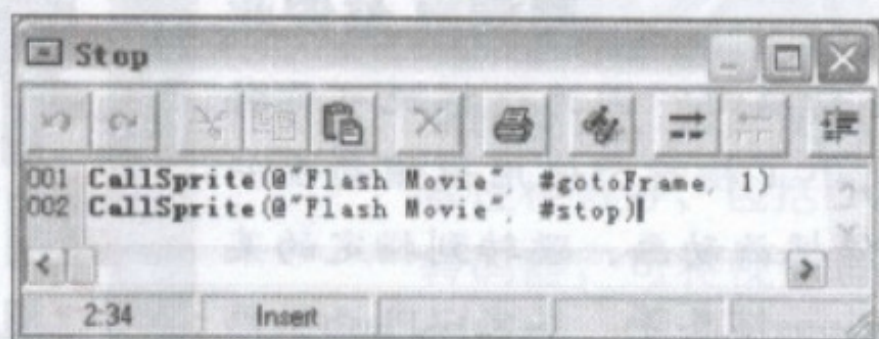 Stop
001 CallSprite(@"Flash Movie", #gotoFrame, 1)
002 CallSprite(@"Flash Movie", #stop)
2:34 Insert